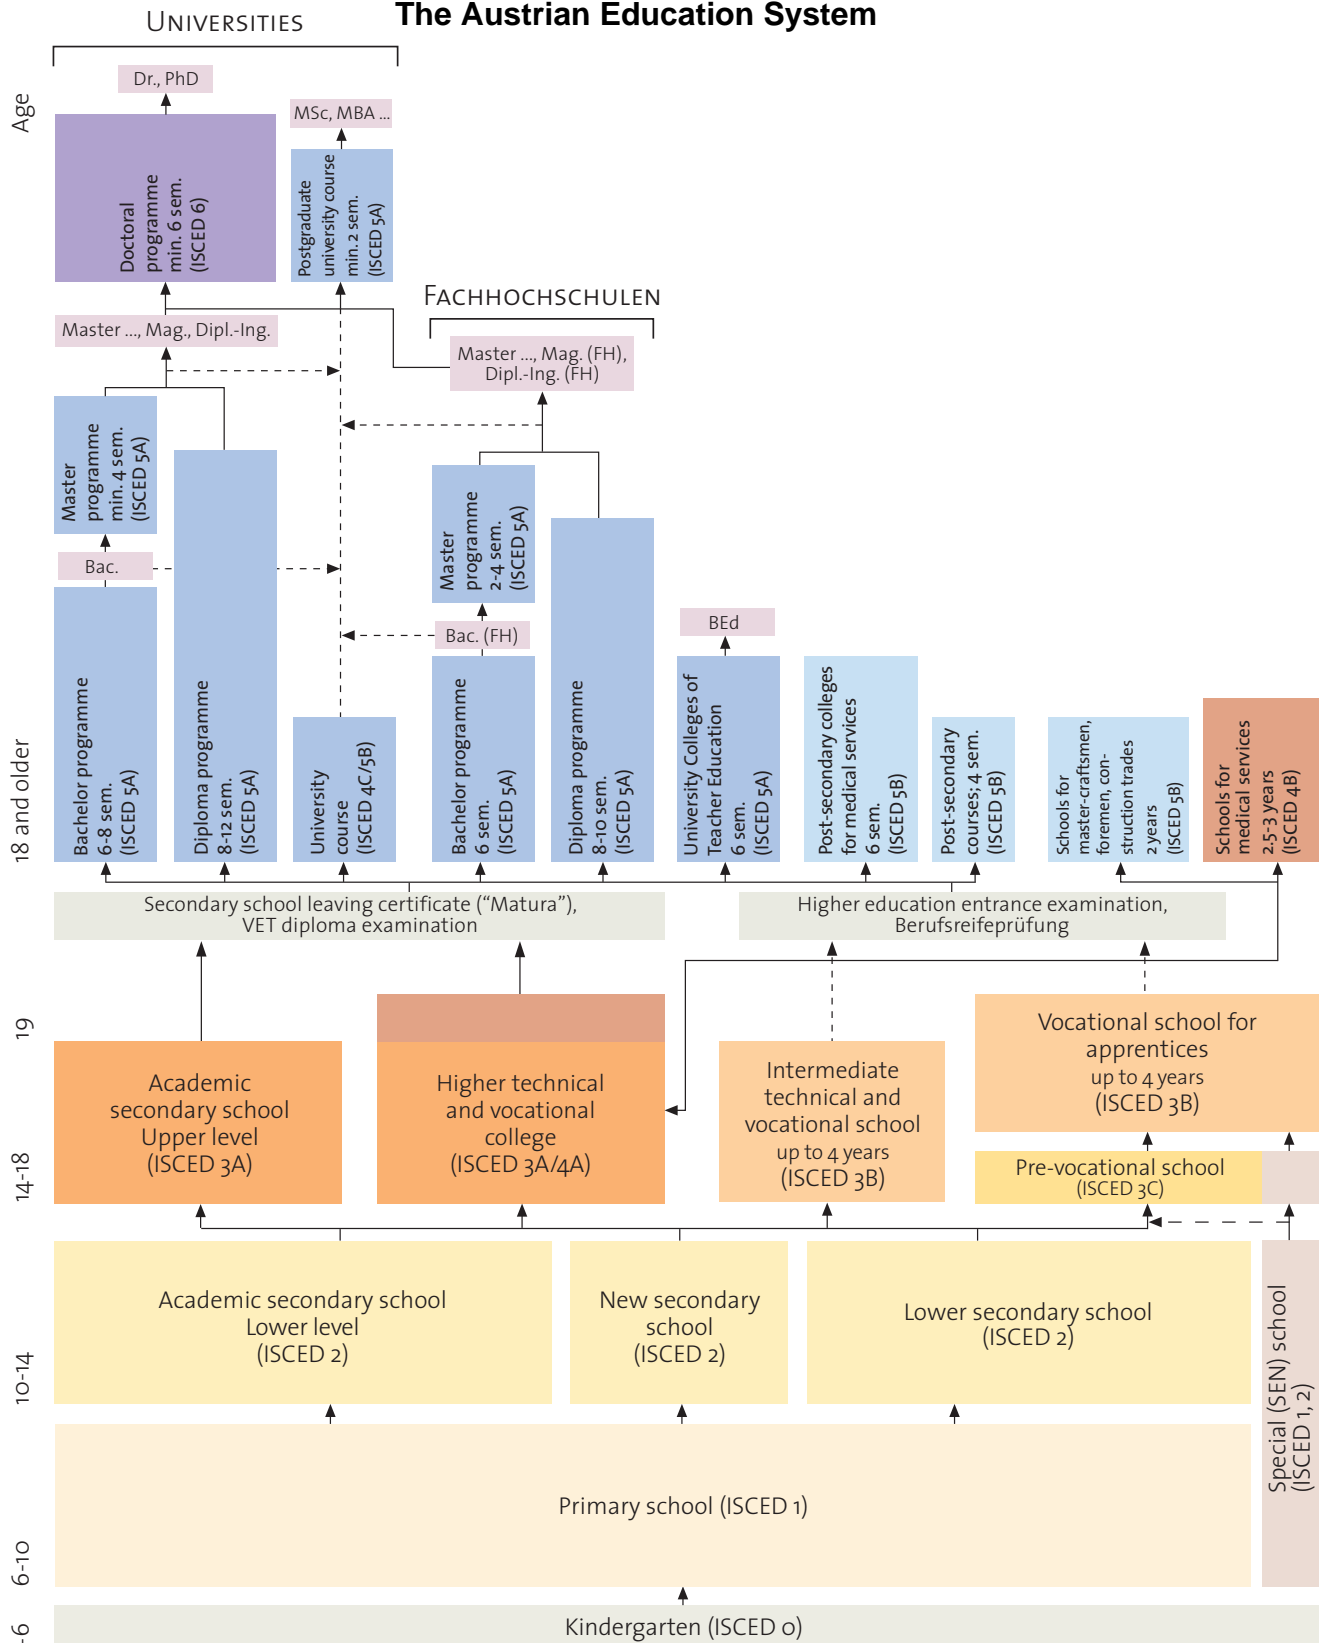 The Austrian Education System
UNIVERSITIES
Age
Dr., PhD
MSc, MBA ...
Doctoral
programme
min. 6 sem.
(ISCED 6)
Postgraduate
university course
min. 2 sem.
(ISCED 5A)
FACHHOCHSCHULEN
Master ..., Mag., Dipl.-Ing.
Master ..., Mag. (FH),
Dipl.-Ing. (FH)
Master
programme
min. 4 sem.
(ISCED 5A)
Master
programme
2-4 sem.
(ISCED 5A)
Bac.
Bac. (FH)
BEd
18 and older
Bachelor programme
6-8 sem.
(ISCED 5A)
Diploma programme
8-12 sem.
(ISCED 5A)
University
course
(ISCED 4C/5B)
Bachelor programme
6 sem.
(ISCED 5A)
Diploma programme
8-10 sem.
(ISCED 5A)
University Colleges of
Teacher Education
6 sem.
(ISCED 5A)
Post-secondary colleges
for medical services
6 sem.
(ISCED 5B)
Post-secondary
courses; 4 sem.
(ISCED 5B)
Schools for
master-craftsmen,
foremen, con-
struction trades
2 years
(ISCED 5B)
Schools for
medical services
2.5-3 years
(ISCED 4B)
Secondary school leaving certificate (“Matura”),
VET diploma examination
Higher education entrance examination,
Berufsreifeprüfung
19
14-18
Academic
secondary school
Upper level
(ISCED 3A)
Higher technical
and vocational
college
(ISCED 3A/4A)
Intermediate
technical and
vocational school
up to 4 years
(ISCED 3B)
Vocational school for
apprentices
up to 4 years
(ISCED 3B)
Pre-vocational school
(ISCED 3C)
10-14
Academic secondary school
Lower level
(ISCED 2)
New secondary
school
(ISCED 2)
Lower secondary school
(ISCED 2)
Special (SEN) school
(ISCED 1, 2)
6-10
Primary school (ISCED 1)
-6
Kindergarten (ISCED 0)